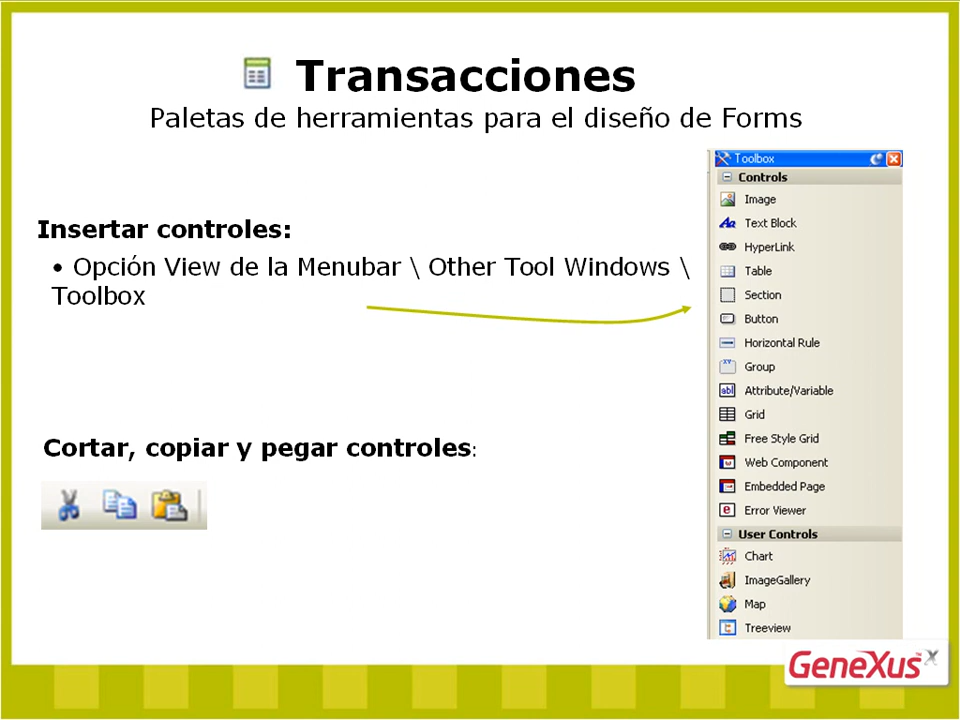 Transacciones
Paletas de herramientas para el diseño de Forms
Insertar controles:
• Opción View de la Menubar \ Other Tool Windows \
Toolbox
Cortar, copiar y pegar controles:
Toolbox
Controls
Image
Text Block
HyperLink
Table
Section
Button
Horizontal Rule
Group
Attribute/Variable
Grid
Free Style Grid
Web Component
Embedded Page
Error Viewer
User Controls
Chart
ImageGallery
Map
Treeview
GeneXus™ X